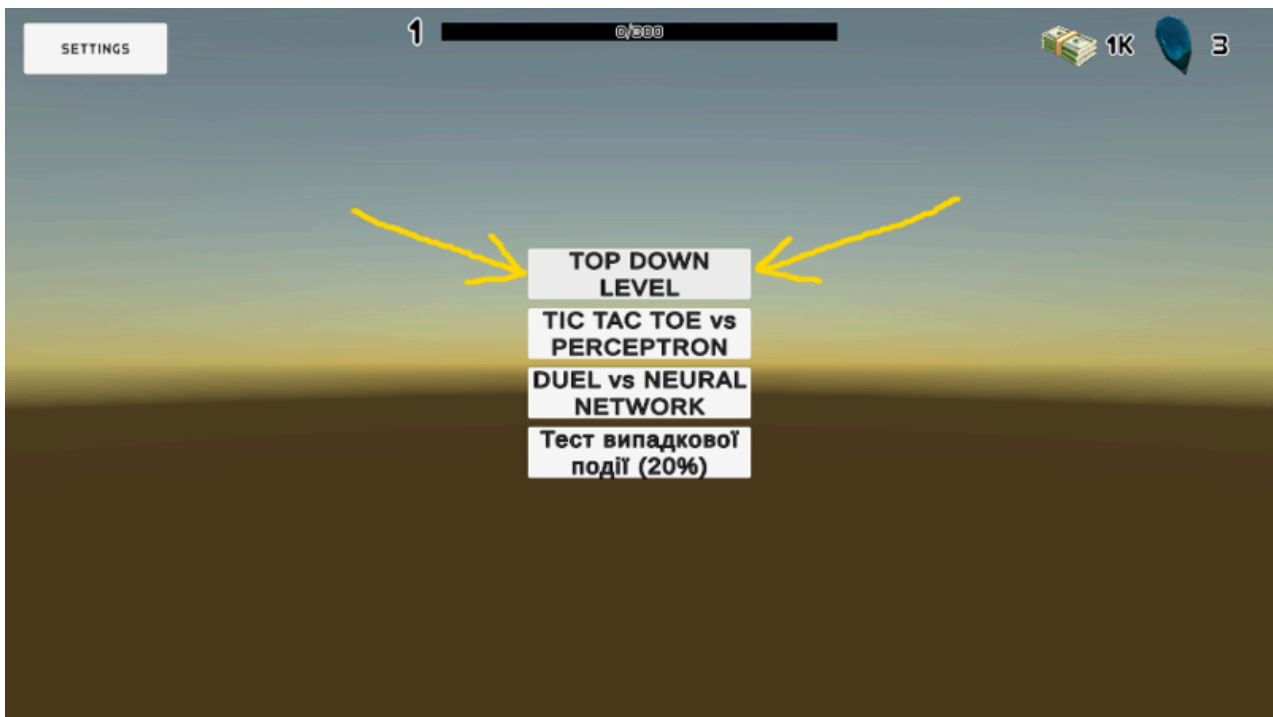 SETTINGS
1
0/300
1K
3
TOP DOWN
LEVEL
TIC TAC TOE vs
PERCEPTRON
DUEL vs NEURAL
NETWORK
Тест випадкової
події (20%)